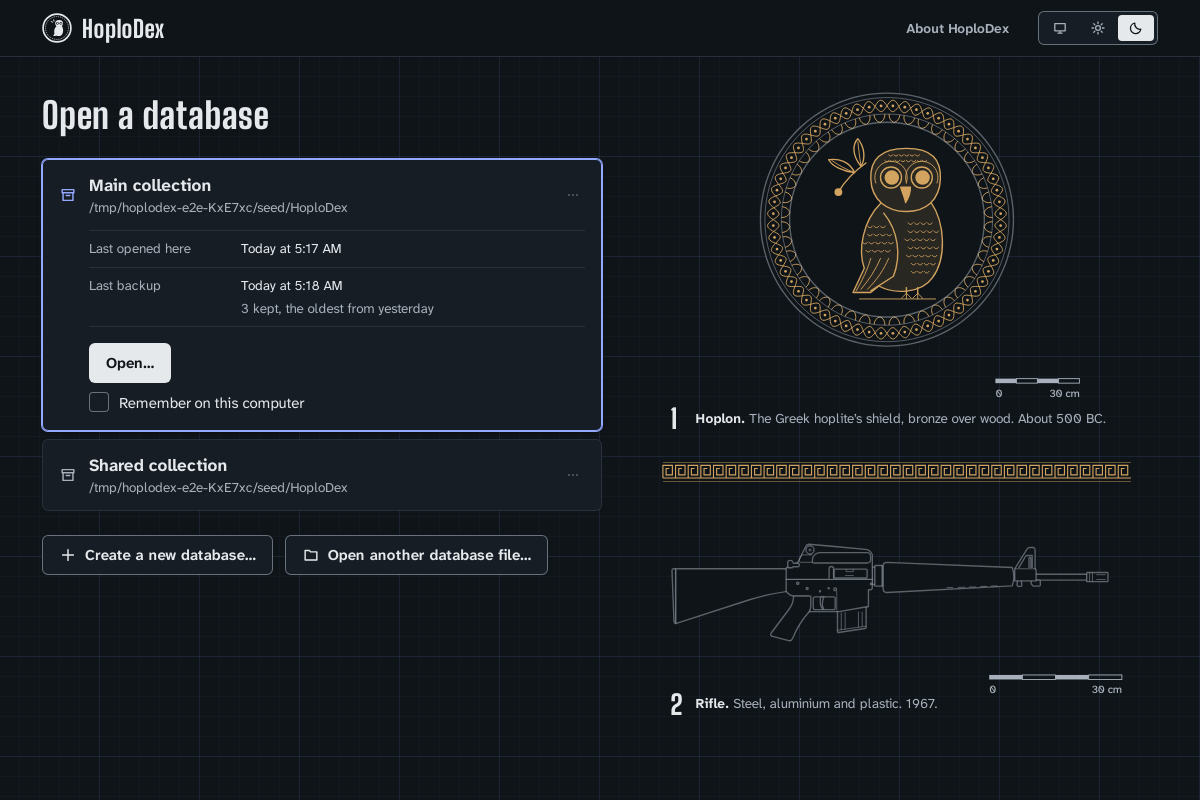 HoploDex
About HoploDex
Open a database
Main collection
/tmp/hoplodex-e2e-KxE7xc/seed/HoploDex
...
Last opened here
Today at 5:17 AM
Last backup
Today at 5:18 AM
3 kept, the oldest from yesterday
Open...
Remember on this computer
Shared collection
/tmp/hoplodex-e2e-KxE7xc/seed/HoploDex
...
Create a new database...
Open another database file...
0 30 cm
1 Hoplon. The Greek hoplite's shield, bronze over wood. About 500 BC.
0 30 cm
2 Rifle. Steel, aluminium and plastic. 1967.